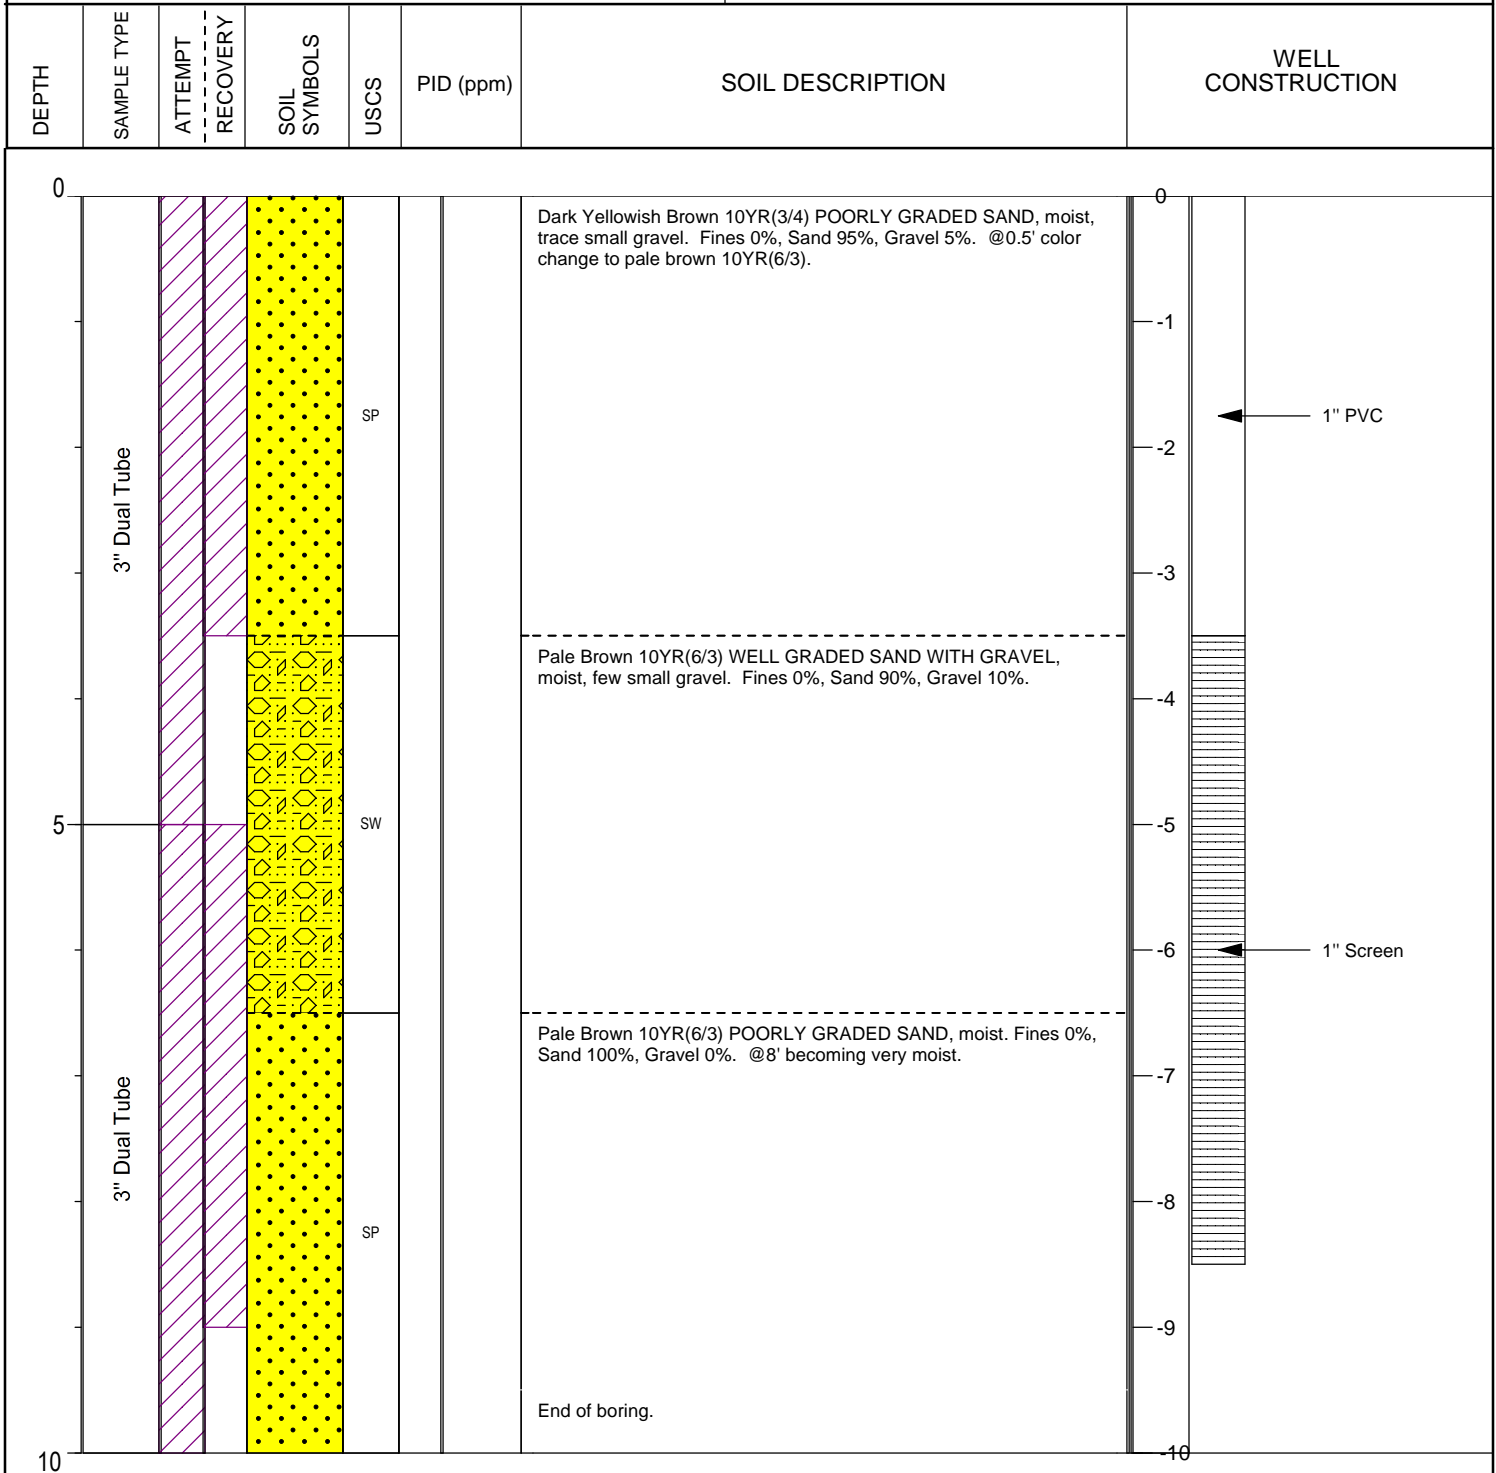 DEPTH
SAMPLE TYPE
ATTEMPT
RECOVERY
SOIL
SYMBOLS
USCS
PID (ppm)
SOIL DESCRIPTION
WELL
CONSTRUCTION
0
5
10
3" Dual Tube
3" Dual Tube
SP
SW
SP
Dark Yellowish Brown 10YR(3/4) POORLY GRADED SAND, moist,
trace small gravel. Fines 0%, Sand 95%, Gravel 5%. @0.5' color
change to pale brown 10YR(6/3).
Pale Brown 10YR(6/3) WELL GRADED SAND WITH GRAVEL,
moist, few small gravel. Fines 0%, Sand 90%, Gravel 10%.
Pale Brown 10YR(6/3) POORLY GRADED SAND, moist. Fines 0%,
Sand 100%, Gravel 0%. @8' becoming very moist.
End of boring.
0
-1
-2
-3
-4
-5
-6
-7
-8
-9
-10
1" PVC
1" Screen